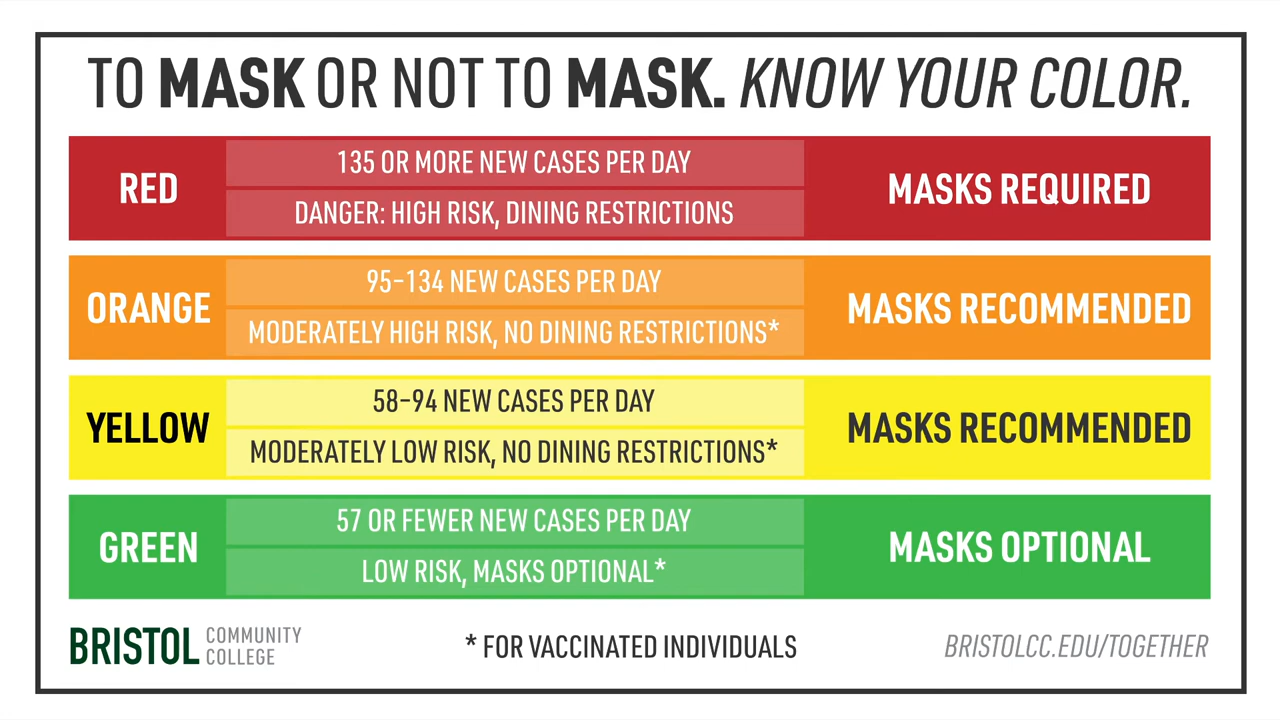 TO MASK OR NOT TO MASK. KNOW YOUR COLOR.
RED
135 OR MORE NEW CASES PER DAY
DANGER: HIGH RISK, DINING RESTRICTIONS
MASKS REQUIRED
ORANGE
95–134 NEW CASES PER DAY
MODERATELY HIGH RISK, NO DINING RESTRICTIONS*
MASKS RECOMMENDED
YELLOW
58–94 NEW CASES PER DAY
MODERATELY LOW RISK, NO DINING RESTRICTIONS*
MASKS RECOMMENDED
GREEN
57 OR FEWER NEW CASES PER DAY
LOW RISK, MASKS OPTIONAL*
MASKS OPTIONAL
BRISTOL COMMUNITY COLLEGE
* FOR VACCINATED INDIVIDUALS
BRISTOLCC.EDU/TOGETHER